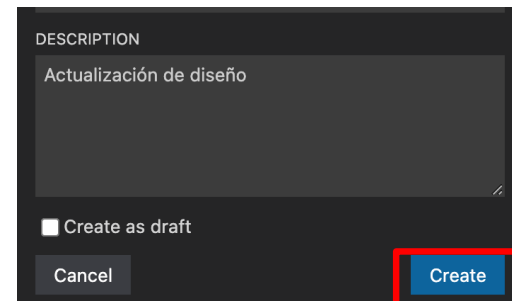 DESCRIPTION
Actualización de diseño
Create as draft
Cancel
Create